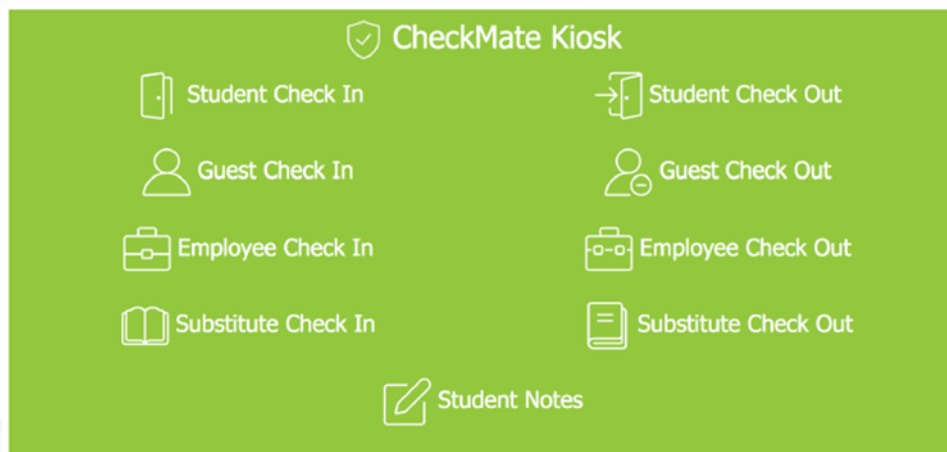 CheckMate Kiosk
Student Check In
Student Check Out
Guest Check In
Guest Check Out
Employee Check In
Employee Check Out
Substitute Check In
Substitute Check Out
Student Notes